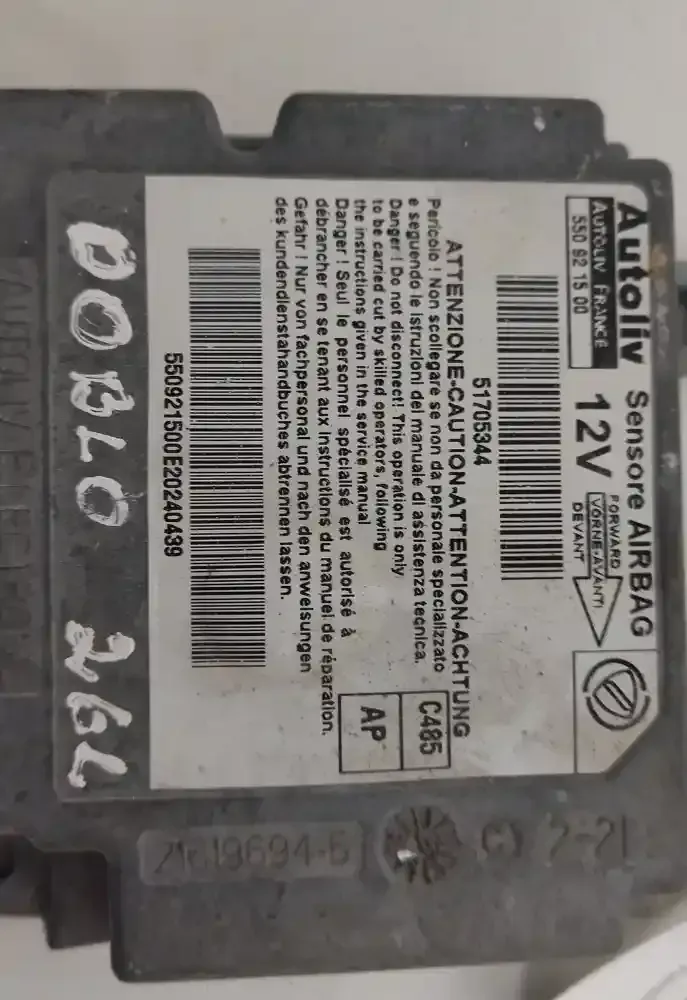 Autoliv Sensore AIRBAG
AUTOLIV FRANCE
550 92 15 00
12V
FORWARD
VORNE-AVANTI
DEVANT
51705344
ATTENZIONE-CAUTION-ATTENTION-ACHTUNG
Pericolo ! Non scollegare se non da personale specializzato
e seguendo le istruzioni del manuale di assistenza tecnica.
Danger ! Do not disconnect! This operation is only
to be carried out by skilled operators, following
the instructions given in the service manual
Danger ! Seul le personnel spécialisé est autorisé à
débrancher en se tenant aux instructions du manuel de réparation.
Gefahr ! Nur von fachpersonal und nach den anweisungen
des kundendienstahandbuches abtrennen lassen.
C485
AP
550921500E20240439